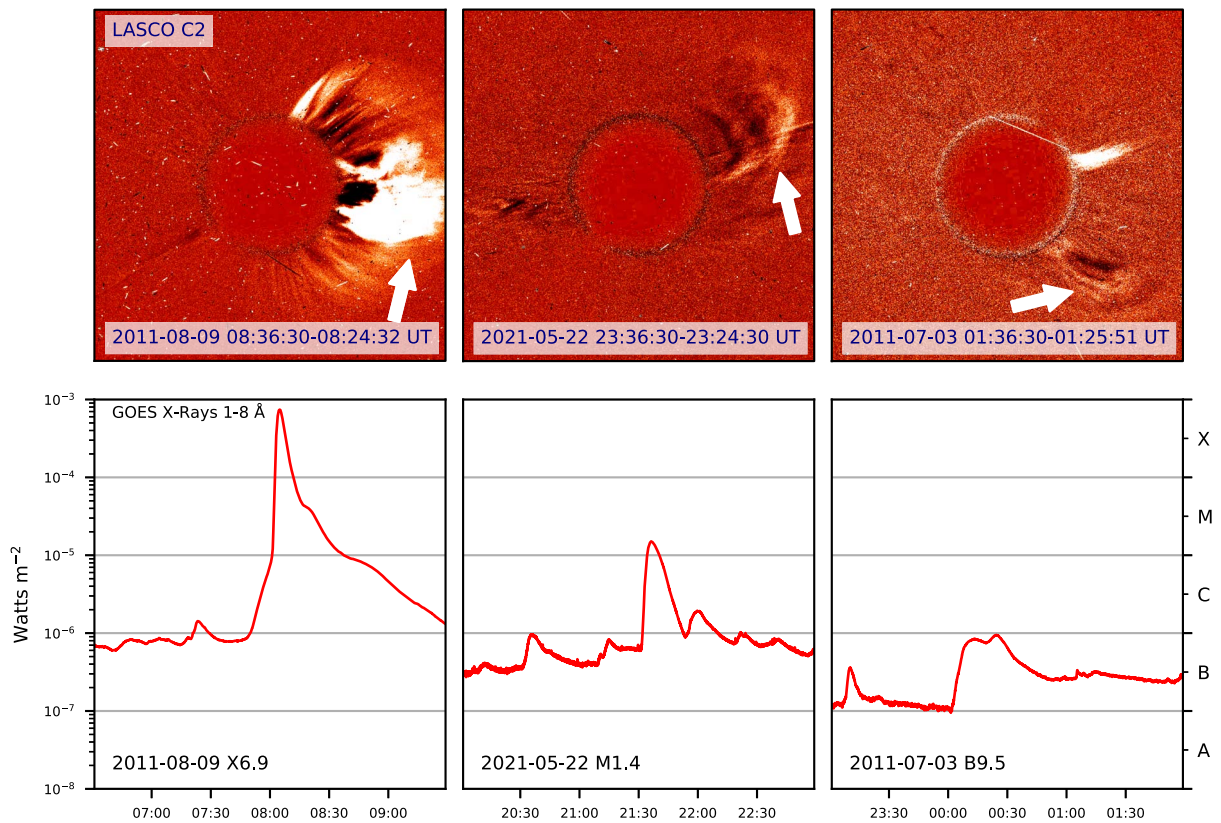 LASCO C2
2011-08-09 08:36:30-08:24:32 UT
2021-05-22 23:36:30-23:24:30 UT
2011-07-03 01:36:30-01:25:51 UT
GOES X-Rays 1-8 Å
Watts m⁻²
10⁻³
10⁻⁴
10⁻⁵
10⁻⁶
10⁻⁷
10⁻⁸
X
M
C
B
A
2011-08-09 X6.9
2021-05-22 M1.4
2011-07-03 B9.5
07:00 07:30 08:00 08:30 09:00
20:30 21:00 21:30 22:00 22:30
23:30 00:00 00:30 01:00 01:30